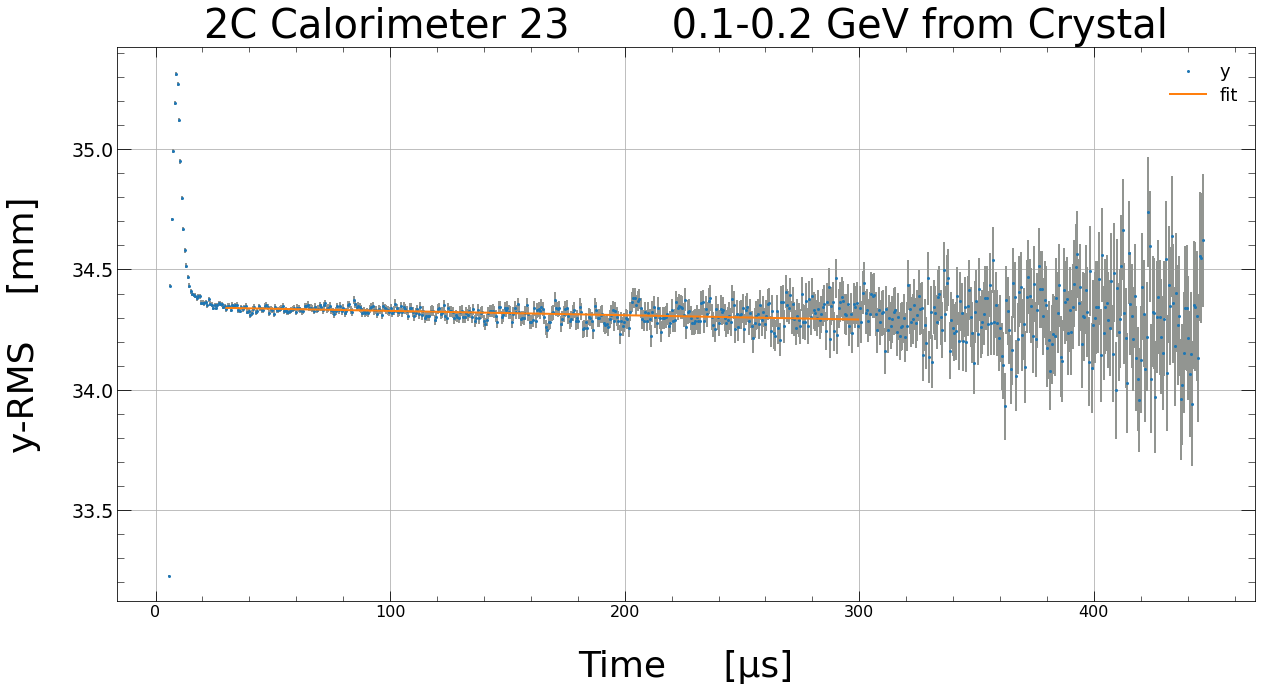 2C Calorimeter 23 0.1-0.2 GeV from Crystal
y
fit
y-RMS [mm]
35.0
34.5
34.0
33.5
0 100 200 300 400
Time [µs]